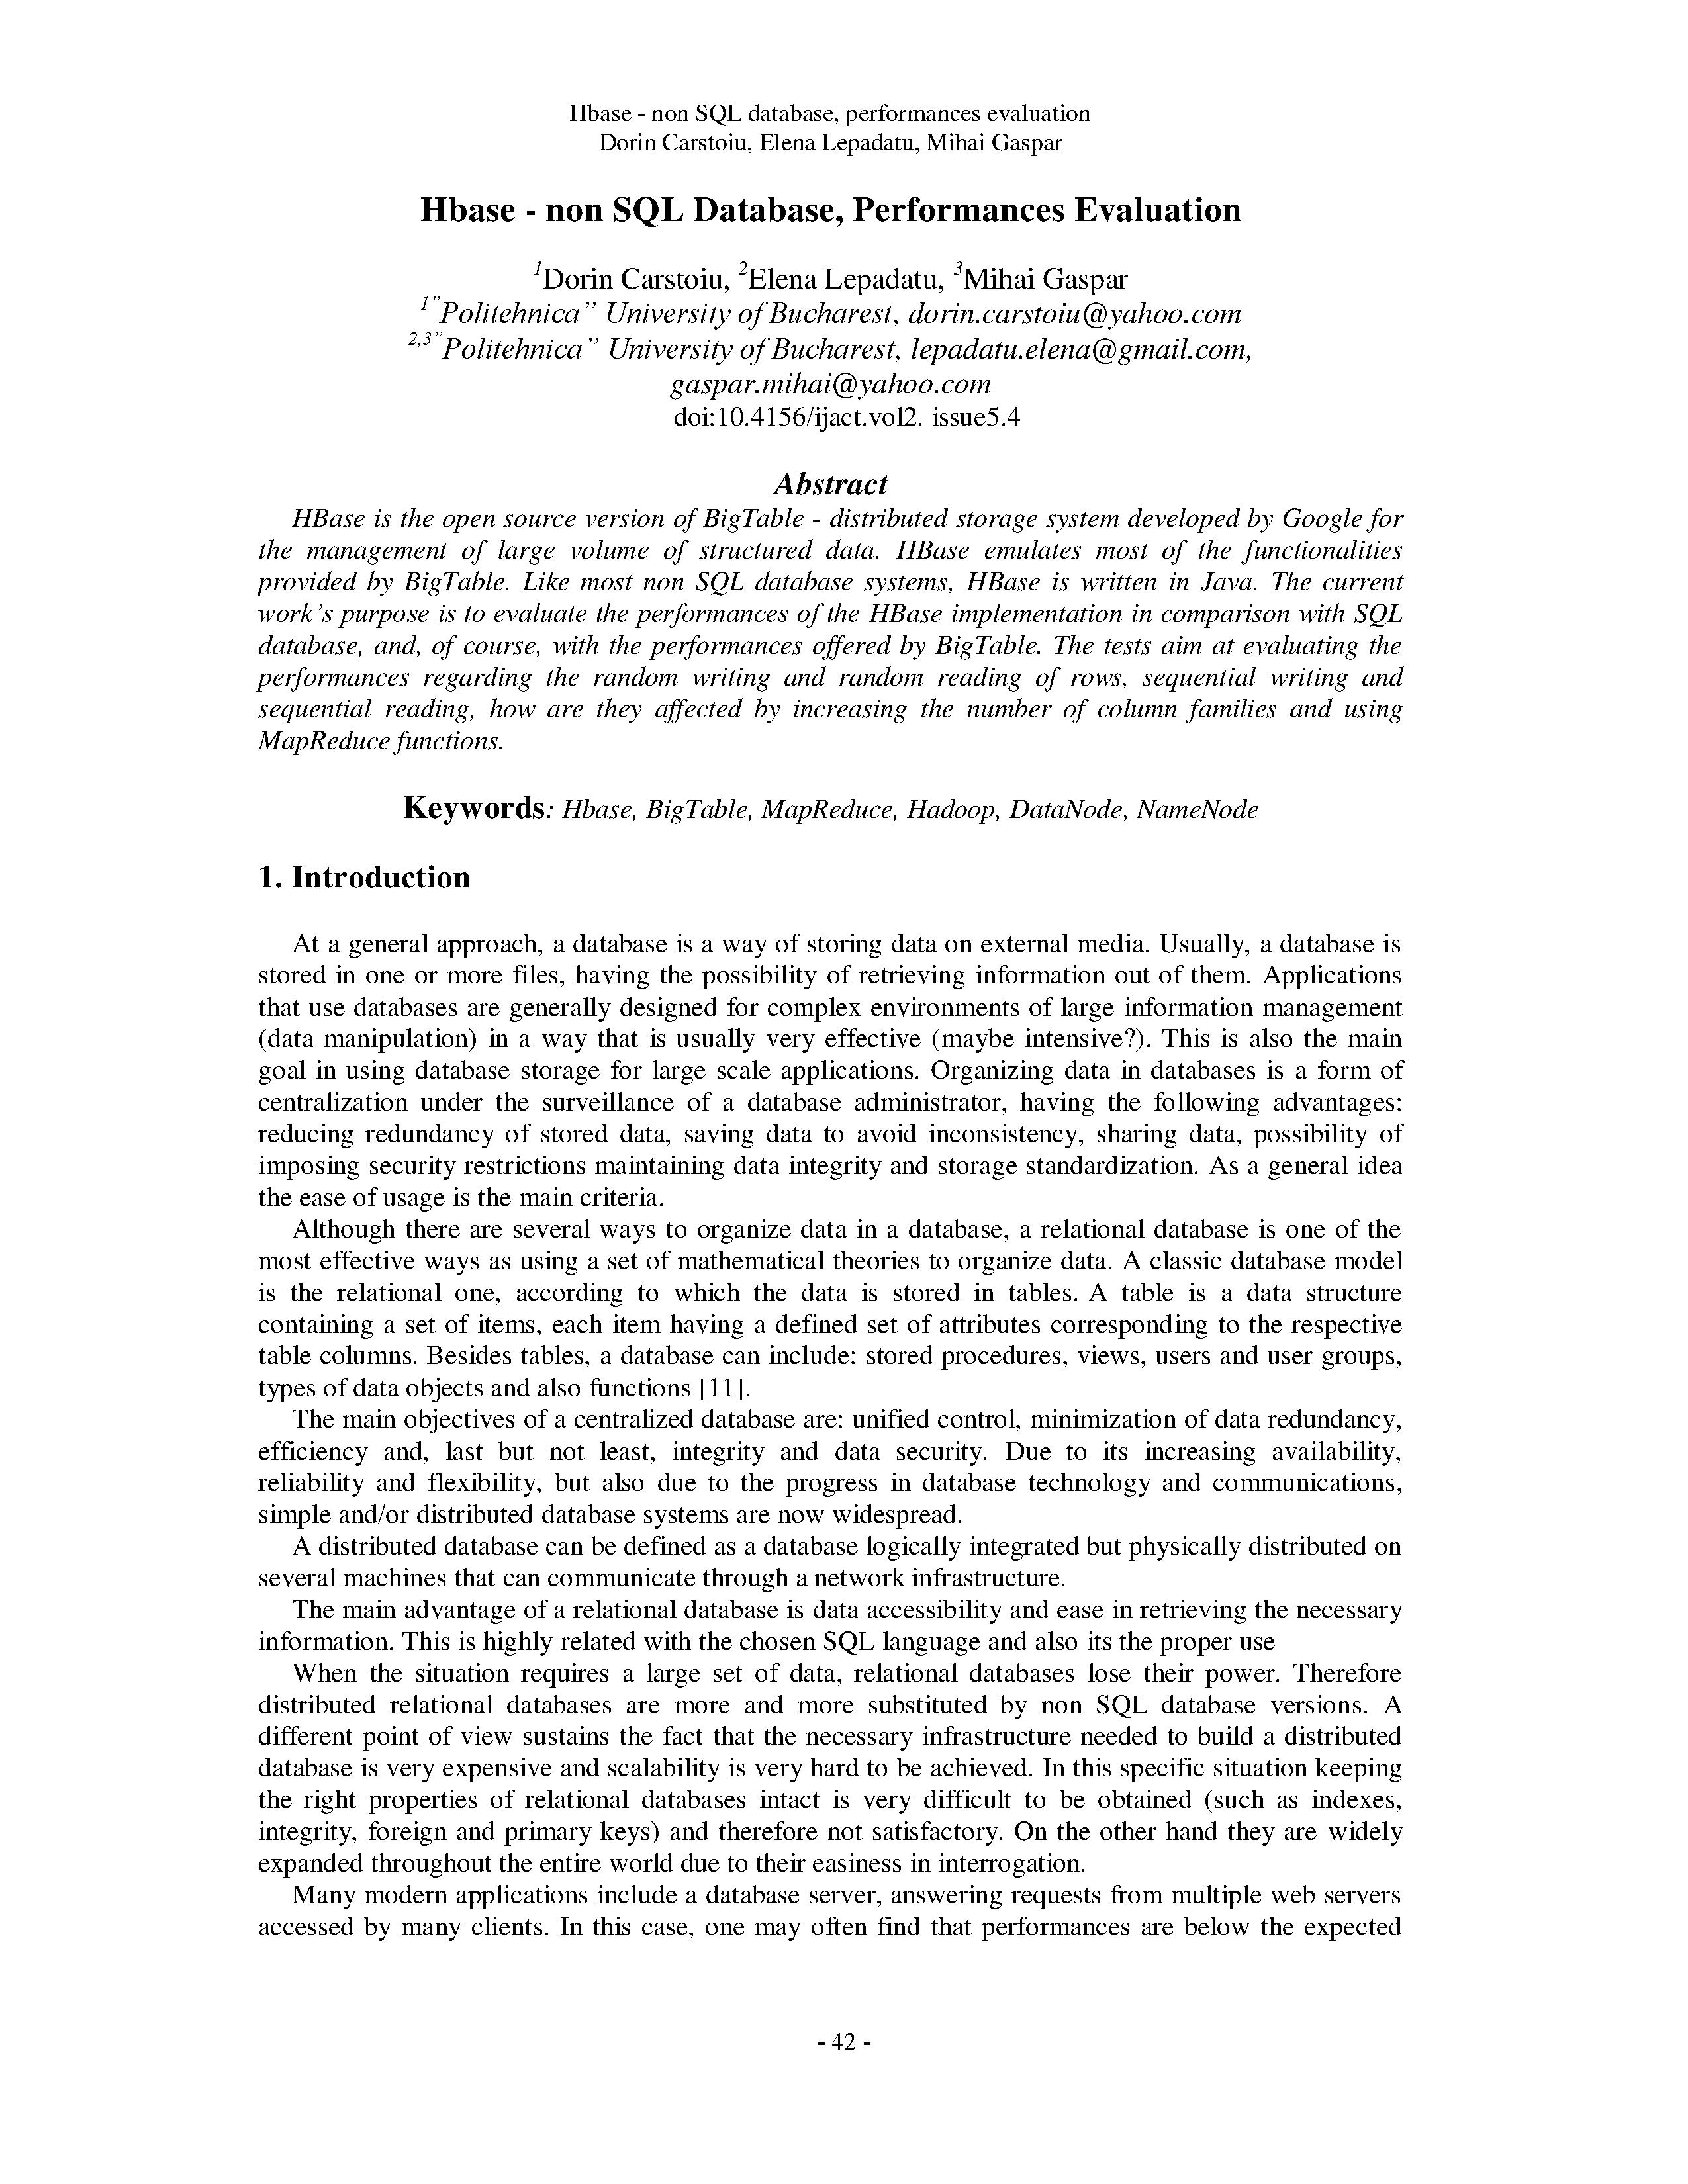 Hbase - non SQL database, performances evaluation
Dorin Carstoiu, Elena Lepadatu, Mihai Gaspar
Hbase - non SQL Database, Performances Evaluation
1Dorin Carstoiu, 2Elena Lepadatu, 3Mihai Gaspar
1"Politehnica" University of Bucharest, dorin.carstoiu@yahoo.com
2,3"Politehnica" University of Bucharest, lepadatu.elena@gmail.com,
gaspar.mihai@yahoo.com
doi:10.4156/ijact.vol2. issue5.4
Abstract
HBase is the open source version of BigTable - distributed storage system developed by Google for
the management of large volume of structured data. HBase emulates most of the functionalities
provided by BigTable. Like most non SQL database systems, HBase is written in Java. The current
work's purpose is to evaluate the performances of the HBase implementation in comparison with SQL
database, and, of course, with the performances offered by BigTable. The tests aim at evaluating the
performances regarding the random writing and random reading of rows, sequential writing and
sequential reading, how are they affected by increasing the number of column families and using
MapReduce functions.
Keywords: Hbase, BigTable, MapReduce, Hadoop, DataNode, NameNode
1. Introduction
At a general approach, a database is a way of storing data on external media. Usually, a database is
stored in one or more files, having the possibility of retrieving information out of them. Applications
that use databases are generally designed for complex environments of large information management
(data manipulation) in a way that is usually very effective (maybe intensive?). This is also the main
goal in using database storage for large scale applications. Organizing data in databases is a form of
centralization under the surveillance of a database administrator, having the following advantages:
reducing redundancy of stored data, saving data to avoid inconsistency, sharing data, possibility of
imposing security restrictions maintaining data integrity and storage standardization. As a general idea
the ease of usage is the main criteria.
Although there are several ways to organize data in a database, a relational database is one of the
most effective ways as using a set of mathematical theories to organize data. A classic database model
is the relational one, according to which the data is stored in tables. A table is a data structure
containing a set of items, each item having a defined set of attributes corresponding to the respective
table columns. Besides tables, a database can include: stored procedures, views, users and user groups,
types of data objects and also functions [11].
The main objectives of a centralized database are: unified control, minimization of data redundancy,
efficiency and, last but not least, integrity and data security. Due to its increasing availability,
reliability and flexibility, but also due to the progress in database technology and communications,
simple and/or distributed database systems are now widespread.
A distributed database can be defined as a database logically integrated but physically distributed on
several machines that can communicate through a network infrastructure.
The main advantage of a relational database is data accessibility and ease in retrieving the necessary
information. This is highly related with the chosen SQL language and also its the proper use
When the situation requires a large set of data, relational databases lose their power. Therefore
distributed relational databases are more and more substituted by non SQL database versions. A
different point of view sustains the fact that the necessary infrastructure needed to build a distributed
database is very expensive and scalability is very hard to be achieved. In this specific situation keeping
the right properties of relational databases intact is very difficult to be obtained (such as indexes,
integrity, foreign and primary keys) and therefore not satisfactory. On the other hand they are widely
expanded throughout the entire world due to their easiness in interrogation.
Many modern applications include a database server, answering requests from multiple web servers
accessed by many clients. In this case, one may often find that performances are below the expected
- 42 -